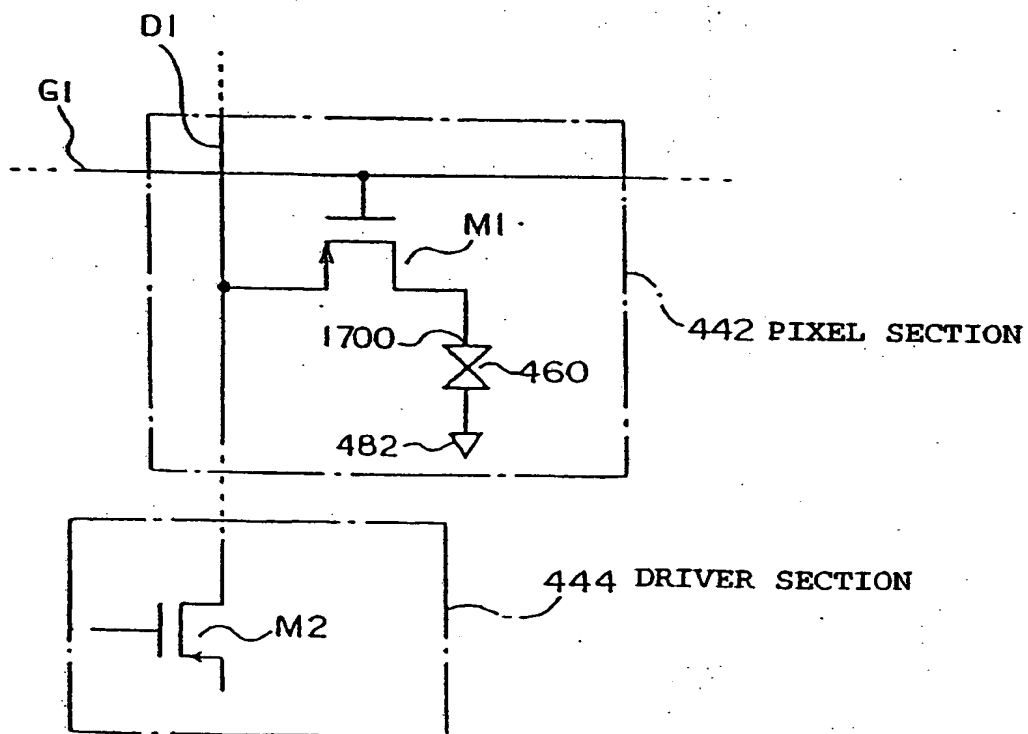 D1
G1
M1
442 PIXEL SECTION
1700
460
482
444 DRIVER SECTION
M2